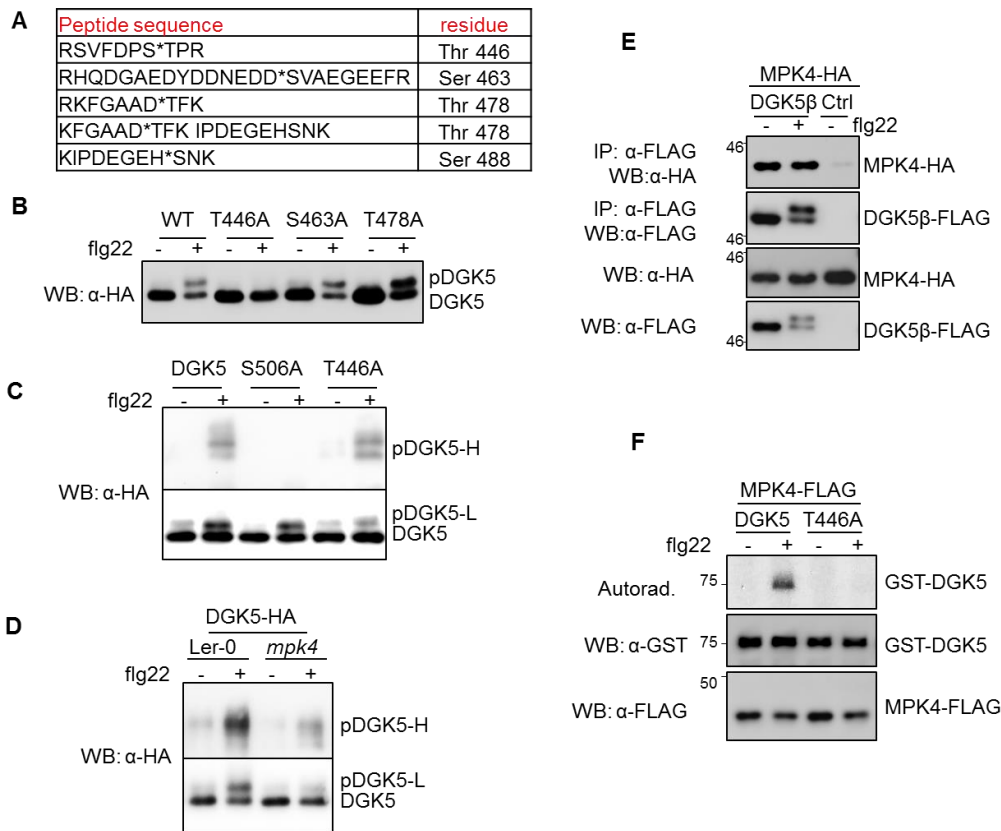 A
Peptide sequence residue
RSVFDPS*TPR Thr 446
RHQDGAEDYDDNEDD*SVAEGEEFR Ser 463
RKFGAAD*TFK Thr 478
KFGAAD*TFK IPDEGEHSNK Thr 478
KIPDEGEH*SNK Ser 488
B
WT T446A S463A T478A
flg22 - + - + - + - +
WB: α-HA
pDGK5
DGK5
C
DGK5 S506A T446A
flg22 - + - + - +
pDGK5-H
WB: α-HA
pDGK5-L
DGK5
D
DGK5-HA
Ler-0 mpk4
flg22 - + - +
pDGK5-H
WB: α-HA
pDGK5-L
DGK5
E
MPK4-HA
DGK5β Ctrl
- + - flg22
46
IP: α-FLAG
WB:α-HA
MPK4-HA
IP: α-FLAG
WB:α-FLAG
DGK5β-FLAG
46
46
WB: α-HA MPK4-HA
WB: α-FLAG DGK5β-FLAG
46
F
MPK4-FLAG
DGK5 T446A
flg22 - + - +
Autorad. 75 GST-DGK5
WB: α-GST 75 GST-DGK5
50
WB: α-FLAG MPK4-FLAG